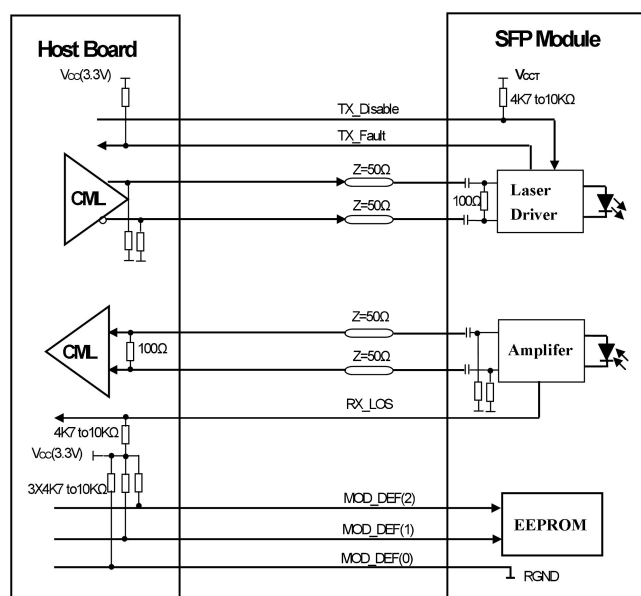 Host Board
SFP Module
Vcc(3.3V)
VCCT
4K7 to10KΩ
TX_Disable
TX_Fault
Z=50Ω
CML
100Ω
Laser
Driver
Z=50Ω
Z=50Ω
CML
100Ω
Z=50Ω
Amplifer
RX_LOS
4K7 to10KΩ
Vcc(3.3V)
3X4K7 to10KΩ
MOD_DEF(2)
EEPROM
MOD_DEF(1)
MOD_DEF(0)
RGND